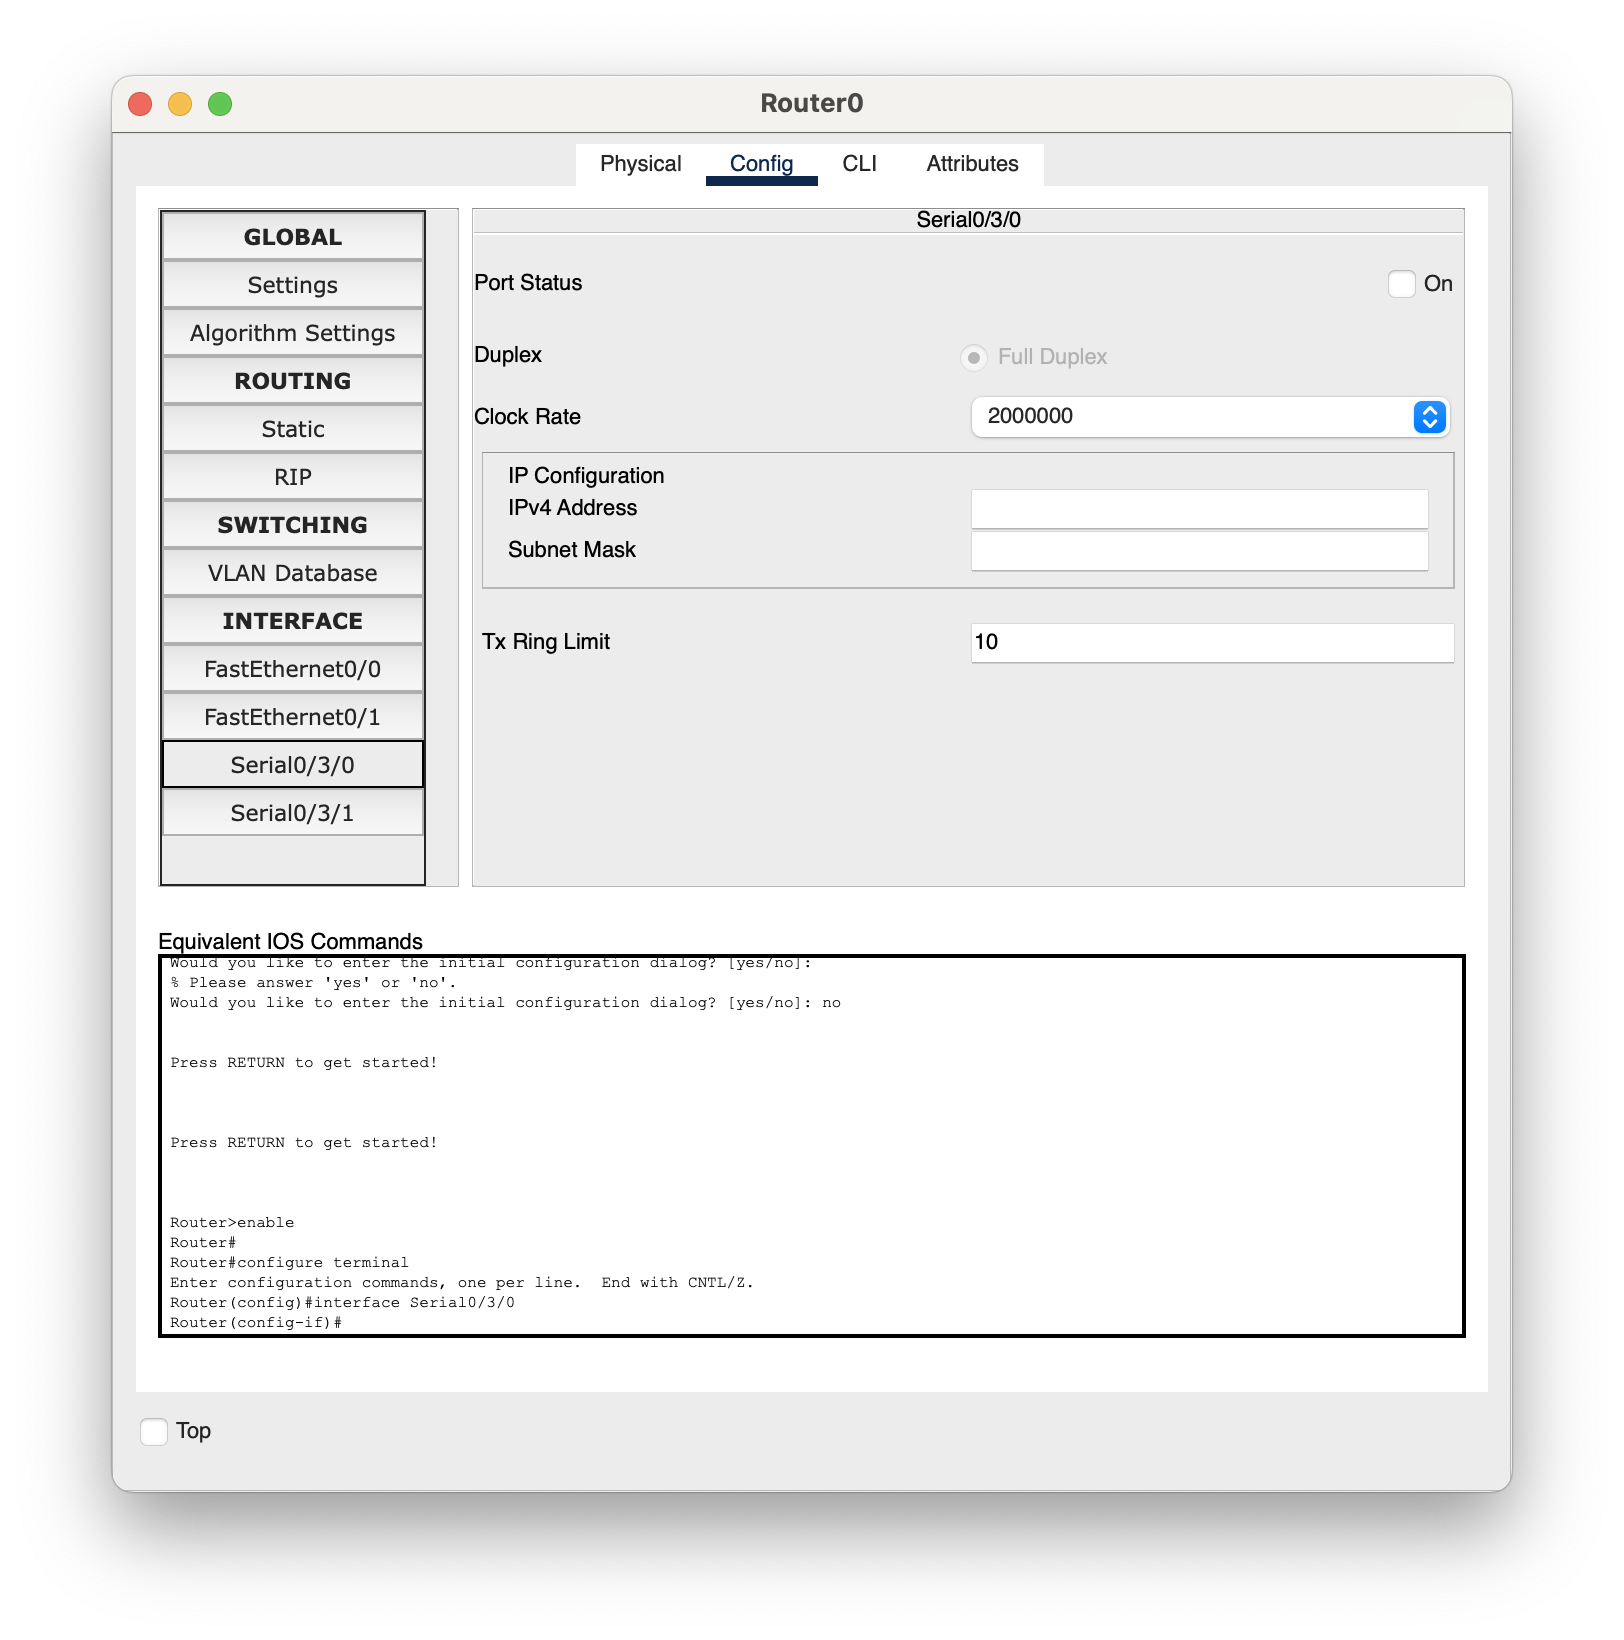 Router0
Physical Config CLI Attributes
GLOBAL
Settings
Algorithm Settings
ROUTING
Static
RIP
SWITCHING
VLAN Database
INTERFACE
FastEthernet0/0
FastEthernet0/1
Serial0/3/0
Serial0/3/1
Serial0/3/0
Port Status On
Duplex Full Duplex
Clock Rate 2000000
IP Configuration
IPv4 Address
Subnet Mask
Tx Ring Limit 10
Equivalent IOS Commands
Would you like to enter the initial configuration dialog? [yes/no]:
% Please answer 'yes' or 'no'.
Would you like to enter the initial configuration dialog? [yes/no]: no
Press RETURN to get started!
Press RETURN to get started!
Router>enable
Router#
Router#configure terminal
Enter configuration commands, one per line.  End with CNTL/Z.
Router(config)#interface Serial0/3/0
Router(config-if)#
Top